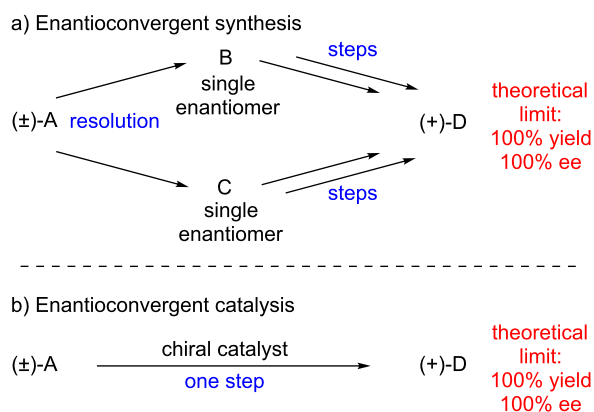 a) Enantioconvergent synthesis
B
single
enantiomer
steps
(±)-A
resolution
(+)-D
theoretical
limit:
100% yield
100% ee
C
single
enantiomer
steps
b) Enantioconvergent catalysis
(±)-A
chiral catalyst
one step
(+)-D
theoretical
limit:
100% yield
100% ee